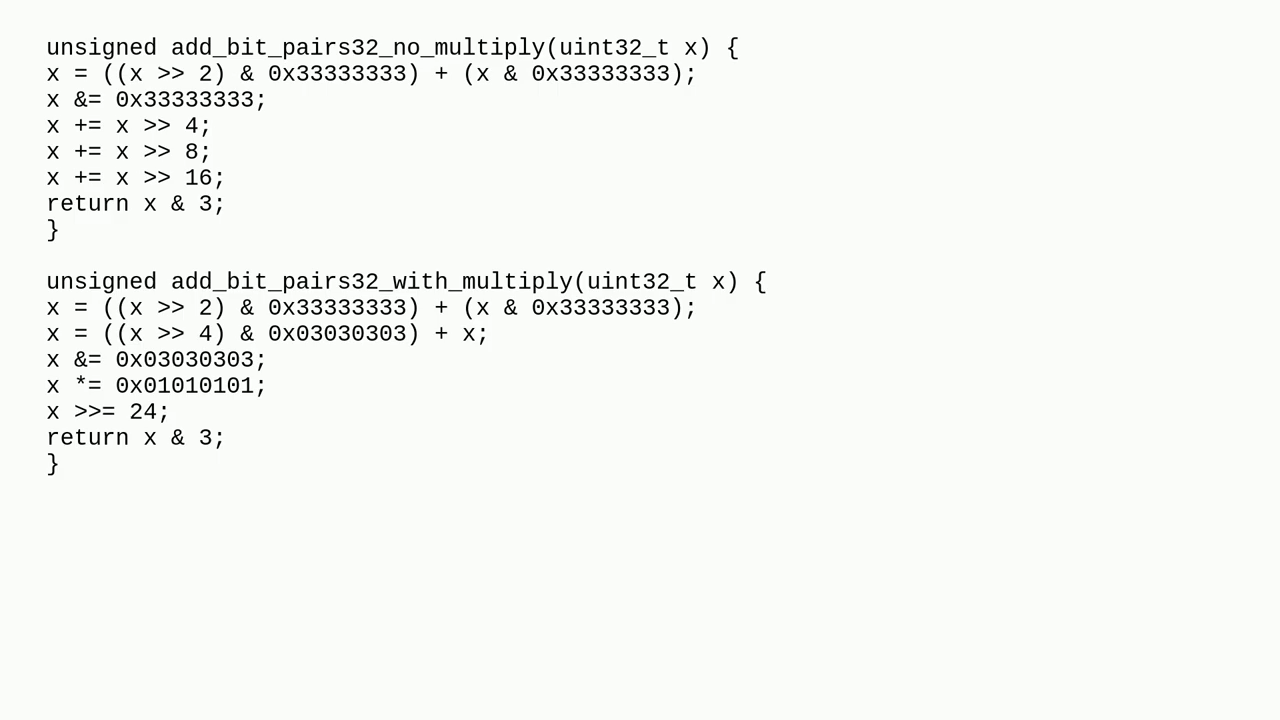 unsigned add_bit_pairs32_no_multiply(uint32_t x) {
x = ((x >> 2) & 0x33333333) + (x & 0x33333333);
x &= 0x33333333;
x += x >> 4;
x += x >> 8;
x += x >> 16;
return x & 3;
}
unsigned add_bit_pairs32_with_multiply(uint32_t x) {
x = ((x >> 2) & 0x33333333) + (x & 0x33333333);
x = ((x >> 4) & 0x03030303) + x;
x &= 0x03030303;
x *= 0x01010101;
x >>= 24;
return x & 3;
}